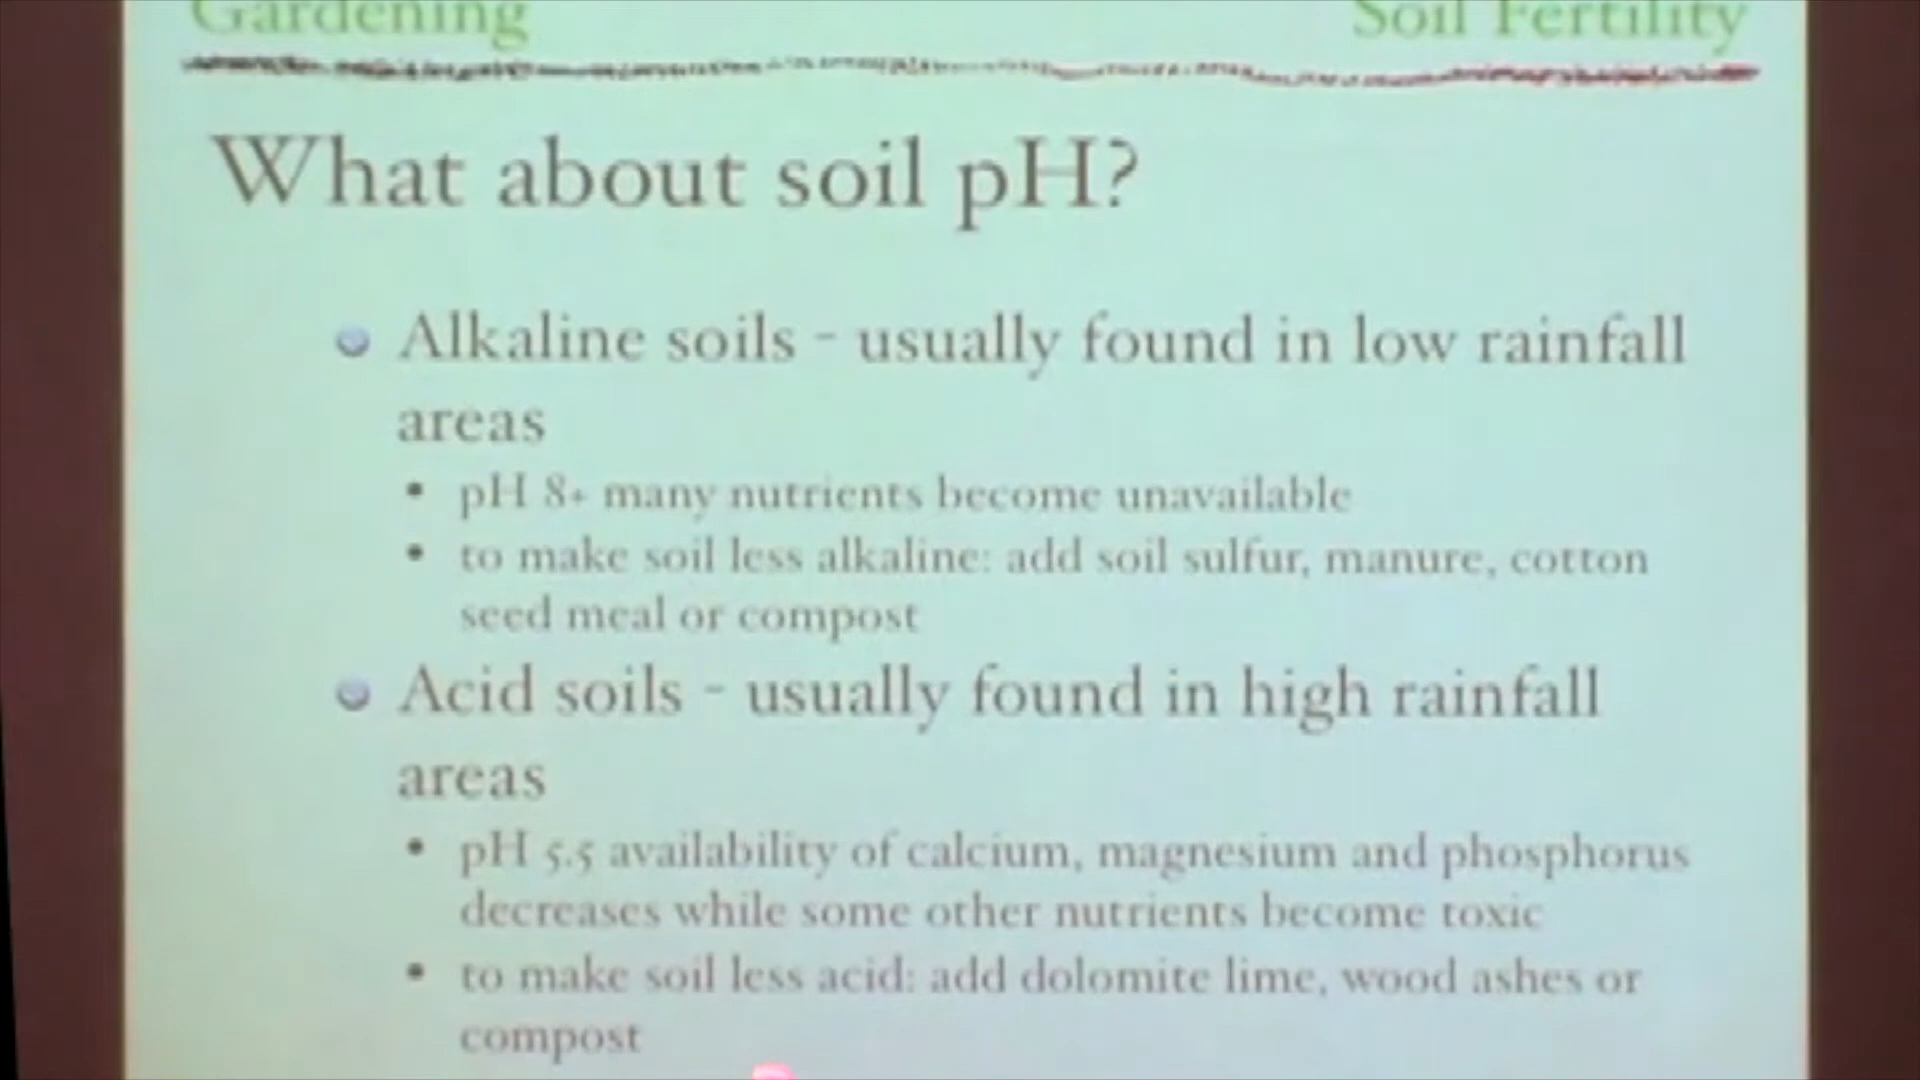 Gardening Soil Fertility
What about soil pH?
Alkaline soils - usually found in low rainfall
areas
• pH 8+ many nutrients become unavailable
• to make soil less alkaline: add soil sulfur, manure, cotton
seed meal or compost
Acid soils - usually found in high rainfall
areas
• pH 5.5 availability of calcium, magnesium and phosphorus
decreases while some other nutrients become toxic
• to make soil less acid: add dolomite lime, wood ashes or
compost